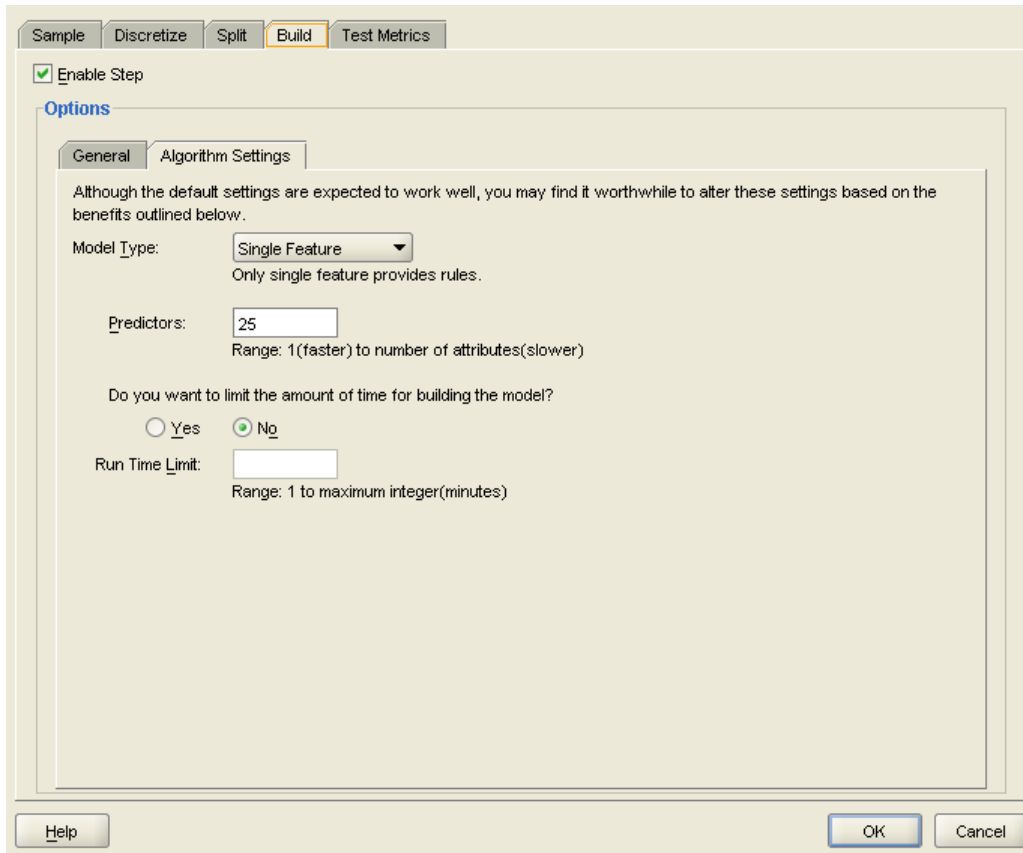 Sample Discretize Split Build Test Metrics
Enable Step
Options
General Algorithm Settings
Although the default settings are expected to work well, you may find it worthwhile to alter these settings based on the
benefits outlined below.
Model Type: Single Feature
Only single feature provides rules.
Predictors: 25
Range: 1(faster) to number of attributes(slower)
Do you want to limit the amount of time for building the model?
Yes No
Run Time Limit:
Range: 1 to maximum integer(minutes)
Help OK Cancel